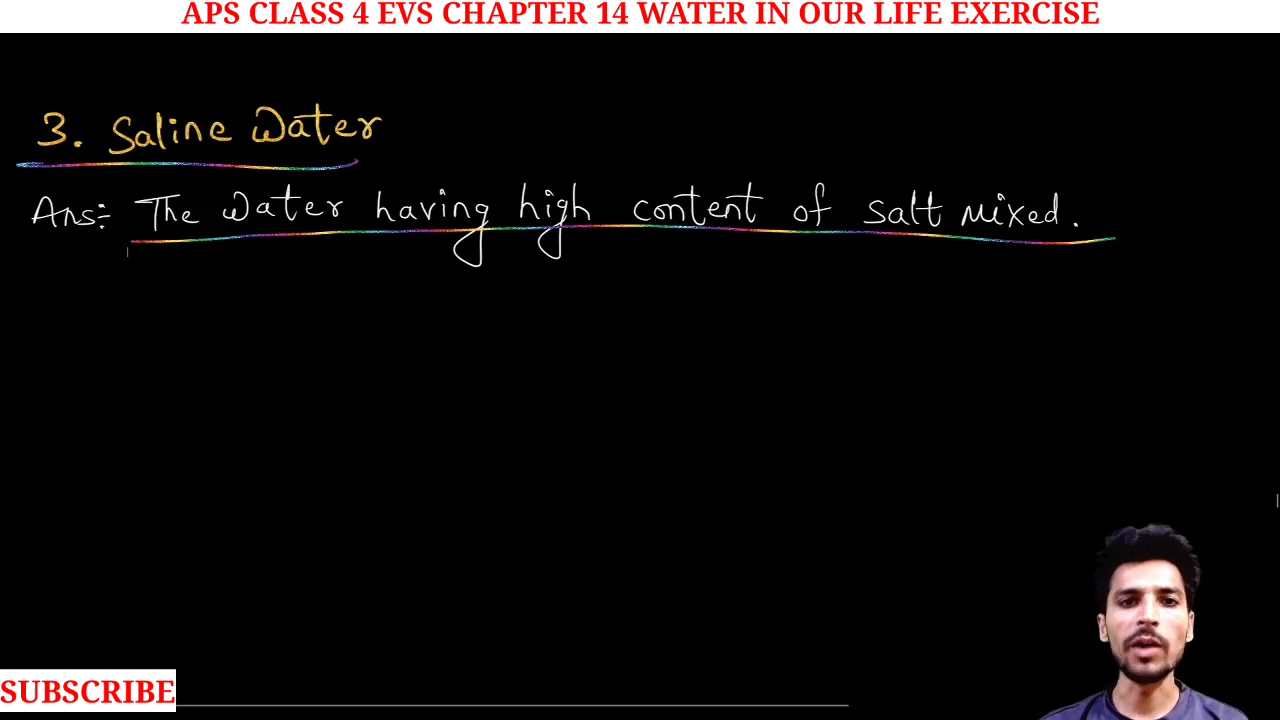 APS CLASS 4 EVS CHAPTER 14 WATER IN OUR LIFE EXERCISE
3. Saline Water
Ans:- The Water having high content of salt mixed.
SUBSCRIBE